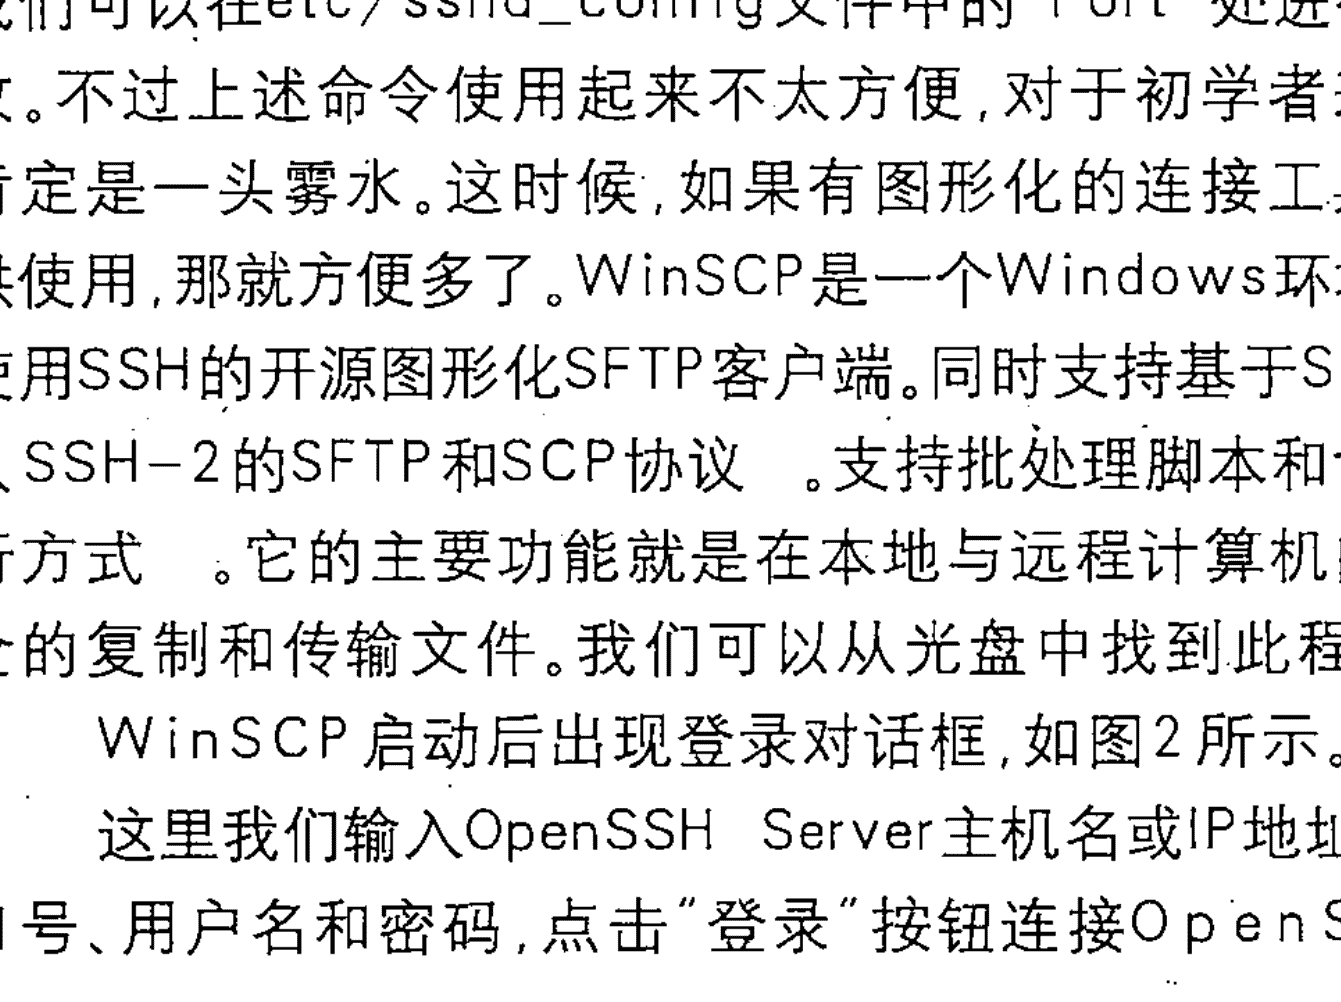 们可以在etc/sshd_config文件中的"Port"处进
。不过上述命令使用起来不太方便,对于初学者
肯定是一头雾水。这时候,如果有图形化的连接工具
供使用,那就方便多了。WinSCP是一个Windows环境
使用SSH的开源图形化SFTP客户端。同时支持基于S
SSH-2的SFTP和SCP协议 。支持批处理脚本和
行方式 。它的主要功能就是在本地与远程计算机
全的复制和传输文件。我们可以从光盘中找到此程
WinSCP启动后出现登录对话框,如图2所示。
这里我们输入OpenSSH Server主机名或IP地址
号、用户名和密码,点击"登录"按钮连接OpenS